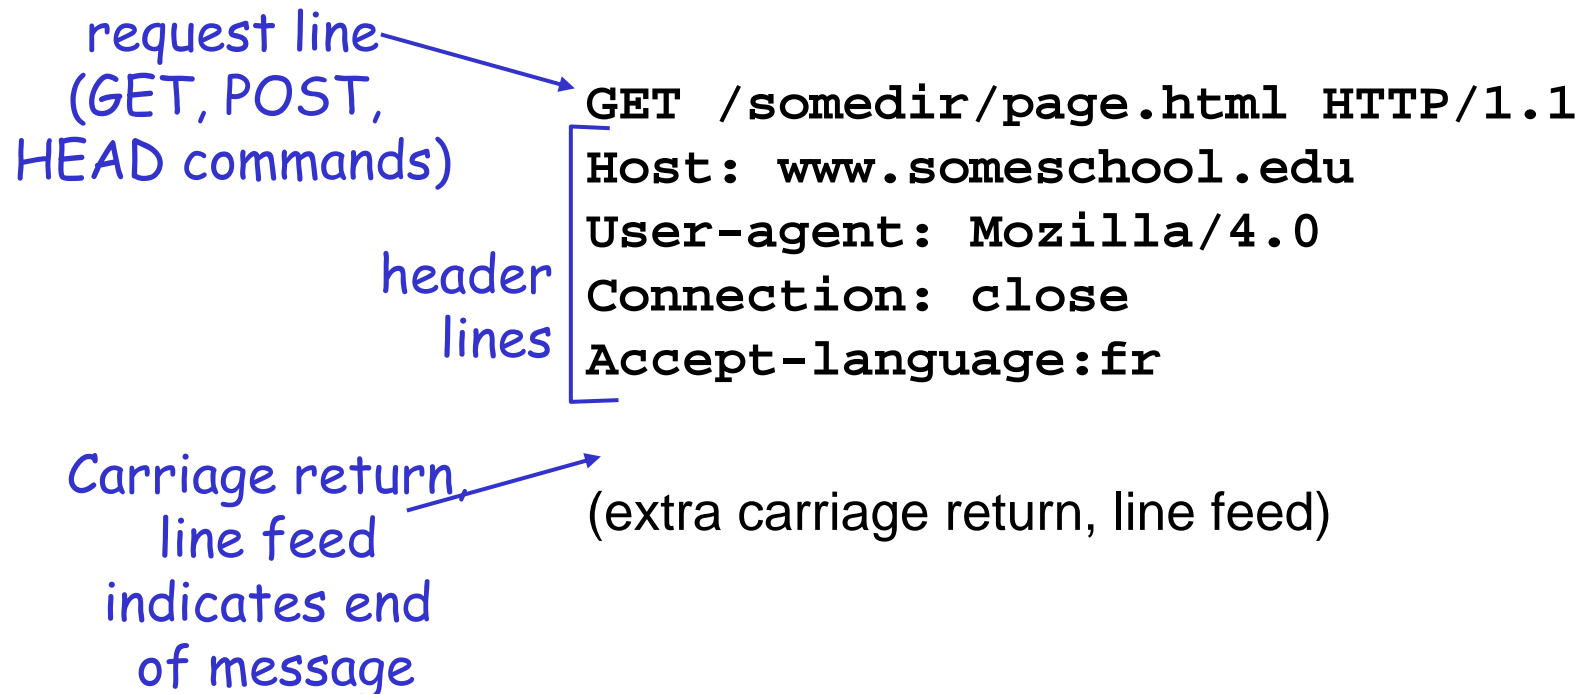 request line
(GET, POST,
HEAD commands)
GET /somedir/page.html HTTP/1.1
Host: www.someschool.edu
User-agent: Mozilla/4.0
Connection: close
Accept-language:fr
header
lines
Carriage return,
line feed
indicates end
of message
(extra carriage return, line feed)